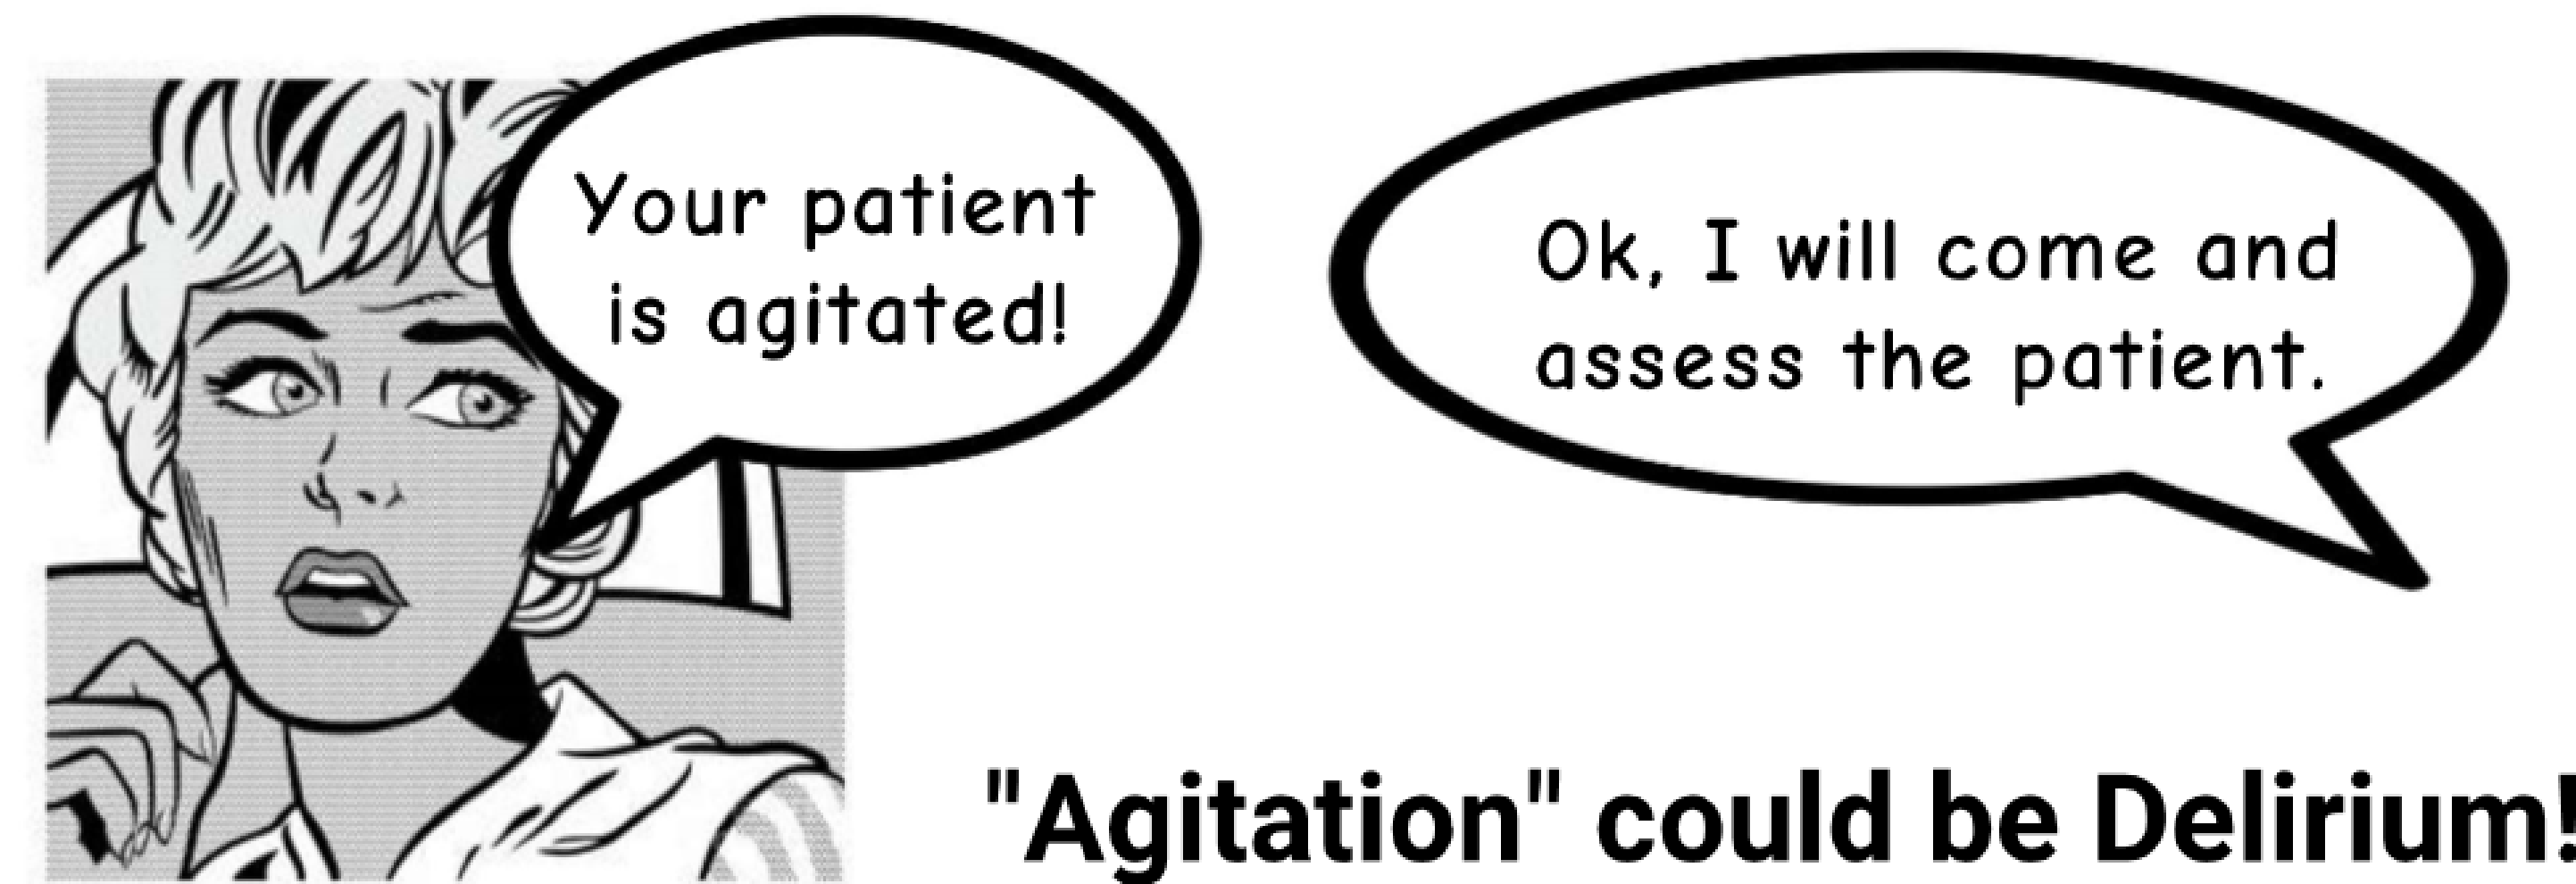 Your patient
is agitated!
Ok, I will come and
assess the patient.
"Agitation" could be Delirium!